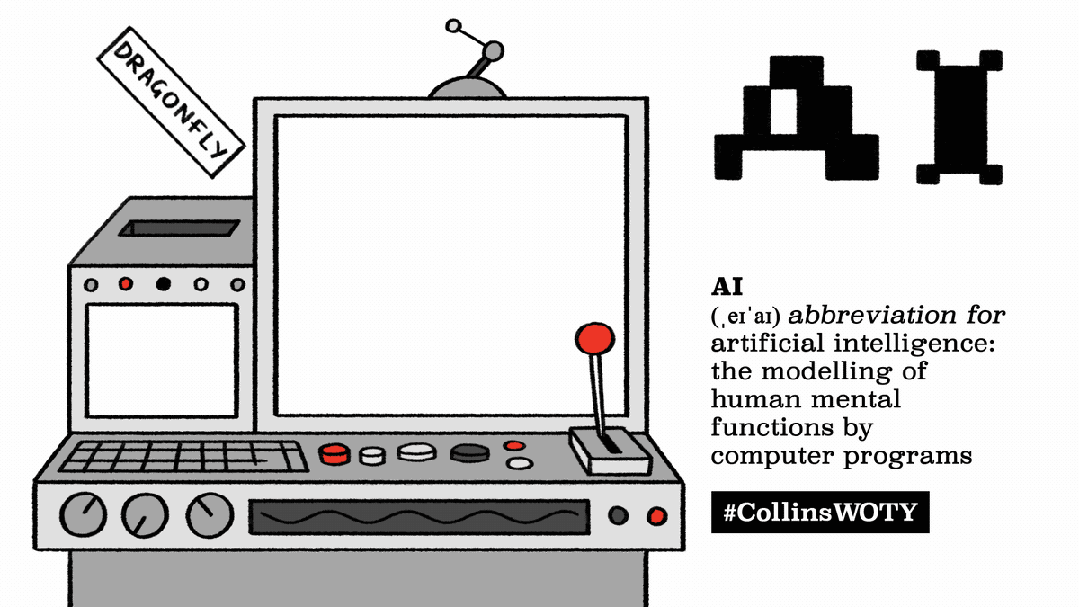 DRAGONFLY
AI
AI
(ˌeɪˈaɪ) abbreviation for
artificial intelligence:
the modelling of
human mental
functions by
computer programs
#CollinsWOTY